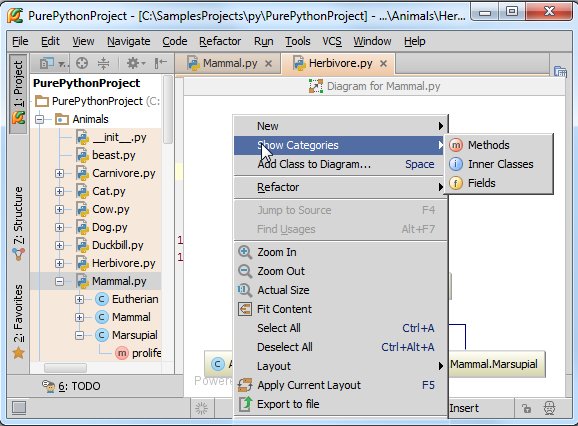 PurePythonProject - [C:\SamplesProjects\py\PurePythonProject] - ...\Animals\Her
File Edit View Navigate Code Refactor Run Tools VCS Window Help
1: Project
Mammal.py
Herbivore.py
PurePythonProject
Diagram for Mammal.py
PurePythonProject (C:
Animals
__init__.py
beast.py
Carnivore.py
Cat.py
Cow.py
Dog.py
Duckbill.py
Herbivore.py
Mammal.py
Eutherian
Mammal
Marsupial
prolife
Z: Structure
2: Favorites
New
Show Categories
Add Class to Diagram... Space
Refactor
Jump to Source F4
Find Usages Alt+F7
Zoom In
Zoom Out
Actual Size
Fit Content
Select All Ctrl+A
Deselect All Ctrl+Alt+A
Layout
Apply Current Layout F5
Export to file
Methods
Inner Classes
Fields
1
1
Mammal.Marsupial
Powere
6: TODO
Insert